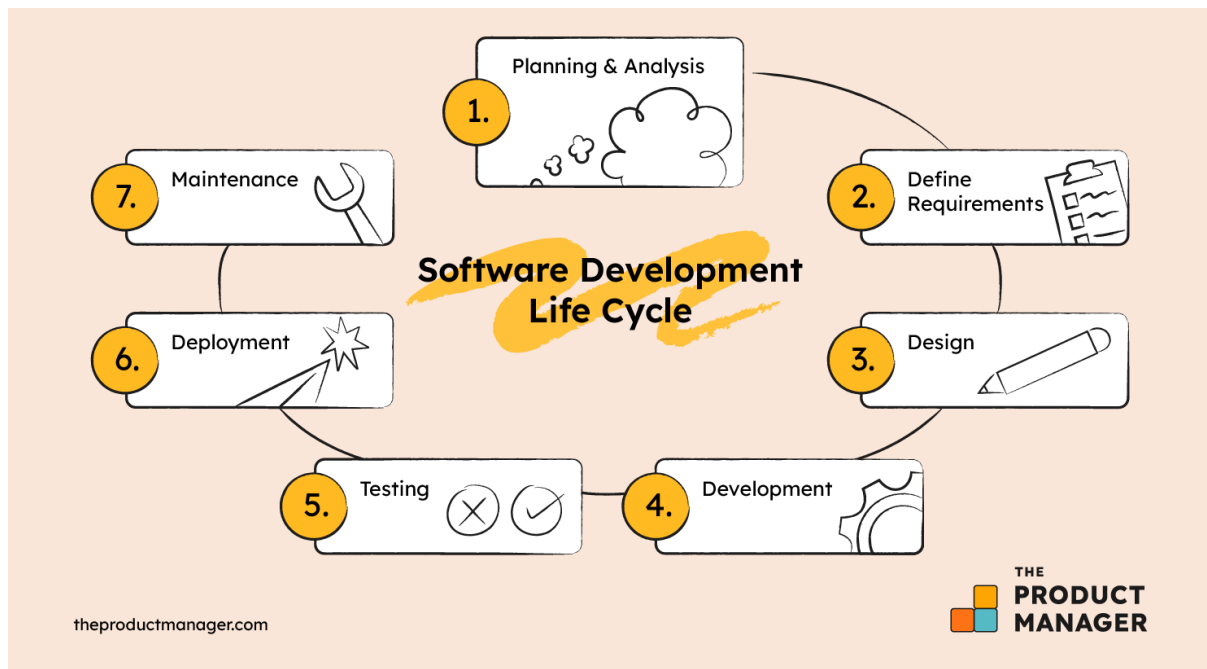 Planning & Analysis
1.
Define
Requirements
2.
Design
3.
Development
4.
Testing
5.
Deployment
6.
Maintenance
7.
Software Development
Life Cycle
theproductmanager.com
THE
PRODUCT
MANAGER